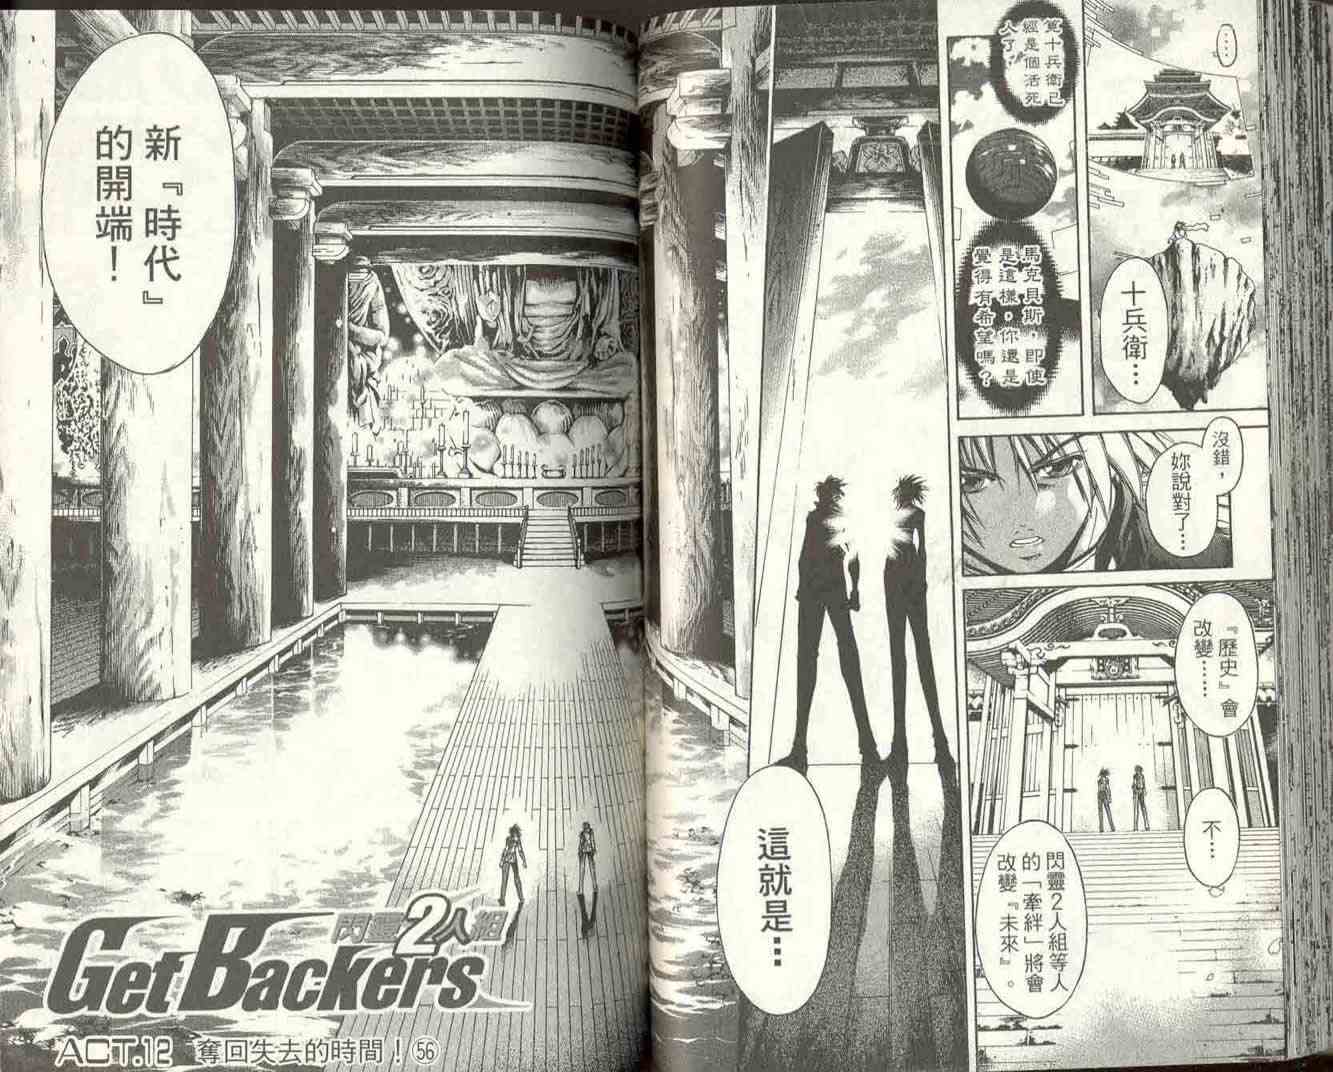 ……
筧十兵衛已
經是個活死
人了，
十兵衛…
馬克貝斯，即使
是這樣，你還是
覺得有希望嗎？
沒錯，
妳說對了…
『歷史』會
改變……
不…
閃靈2人組等人
的「牽絆」將會
改變『未來』。
這就是…
新『時代』
的開端！
閃靈2人組
GetBackers
ACT.12 奪回失去的時間！56